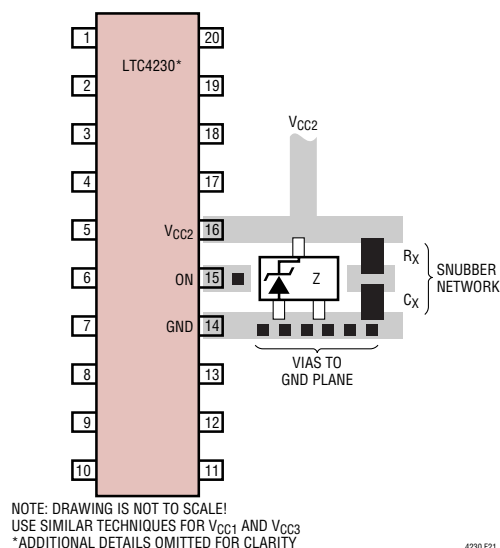 1 20
LTC4230*
2 19
VCC2
3 18
4 17
5 VCC2 16
RX
6 ON 15 Z
SNUBBER
NETWORK
CX
7 GND 14
VIAS TO
GND PLANE
8 13
9 12
10 11
NOTE: DRAWING IS NOT TO SCALE!
USE SIMILAR TECHNIQUES FOR VCC1 AND VCC3
*ADDITIONAL DETAILS OMITTED FOR CLARITY
4230 F21